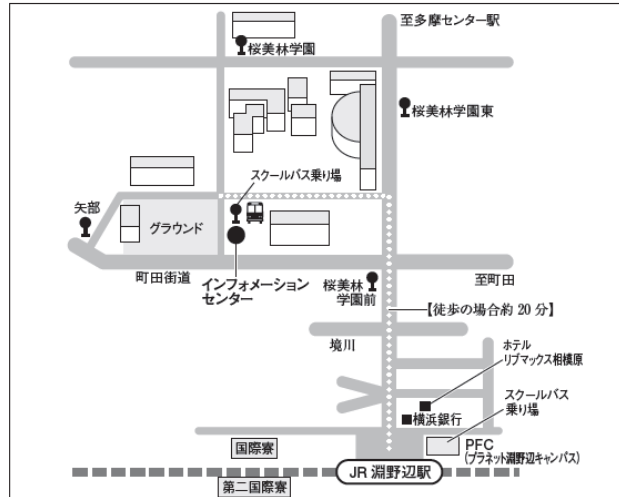 至多摩センター駅
桜美林学園
桜美林学園東
スクールバス乗り場
矢部
グラウンド
町田街道
インフォメーション
センター
桜美林
学園前
至町田
【徒歩の場合約20分】
境川
ホテル
リブマックス相模原
スクールバス
乗り場
横浜銀行
PFC
(プラネット淵野辺キャンパス)
国際寮
JR 淵野辺駅
第二国際寮